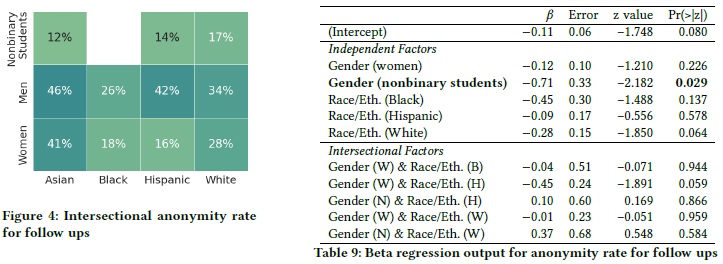 Nonbinary
Students
12%
14%
17%
Men
46%
26%
42%
34%
Women
41%
18%
16%
28%
Asian
Black
Hispanic
White
Figure 4: Intersectional anonymity rate
for follow ups
β Error z value Pr(>|z|)
(Intercept) −0.11 0.06 −1.748 0.080
Independent Factors
Gender (women) −0.12 0.10 −1.210 0.226
Gender (nonbinary students) −0.71 0.33 −2.182 0.029
Race/Eth. (Black) −0.45 0.30 −1.488 0.137
Race/Eth. (Hispanic) −0.09 0.17 −0.556 0.578
Race/Eth. (White) −0.28 0.15 −1.850 0.064
Intersectional Factors
Gender (W) & Race/Eth. (B) −0.04 0.51 −0.071 0.944
Gender (W) & Race/Eth. (H) −0.45 0.24 −1.891 0.059
Gender (N) & Race/Eth. (H) 0.10 0.60 0.169 0.866
Gender (W) & Race/Eth. (W) −0.01 0.23 −0.051 0.959
Gender (N) & Race/Eth. (W) 0.37 0.68 0.548 0.584
Table 9: Beta regression output for anonymity rate for follow ups